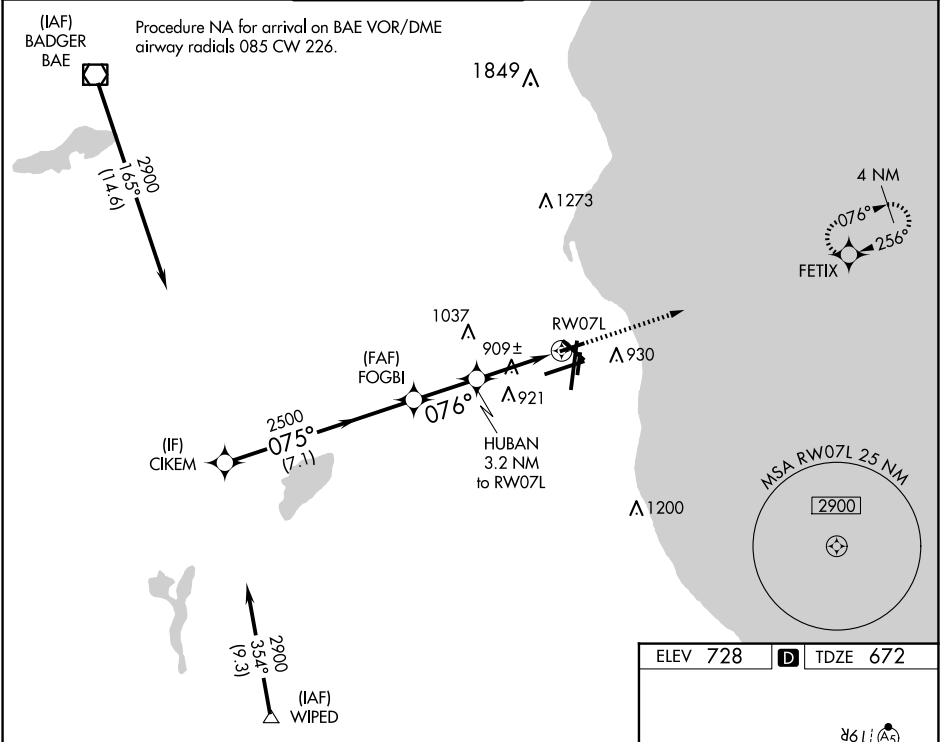 (IAF)
BADGER
BAE
Procedure NA for arrival on BAE VOR/DME
airway radials 085 CW 226.
1849
2900
165°
(14.6)
1273
4 NM
076°
256°
FETIX
1037
RW07L
909±
930
(FAF)
FOGBI
921
076°
2500
075°
(7.1)
(IF)
CIKEM
HUBAN
3.2 NM
to RW07L
MSA RW07L 25 NM
2900
1200
2900
354°
(9.3)
(IAF)
WIPED
ELEV 728 D TDZE 672
19R
A5